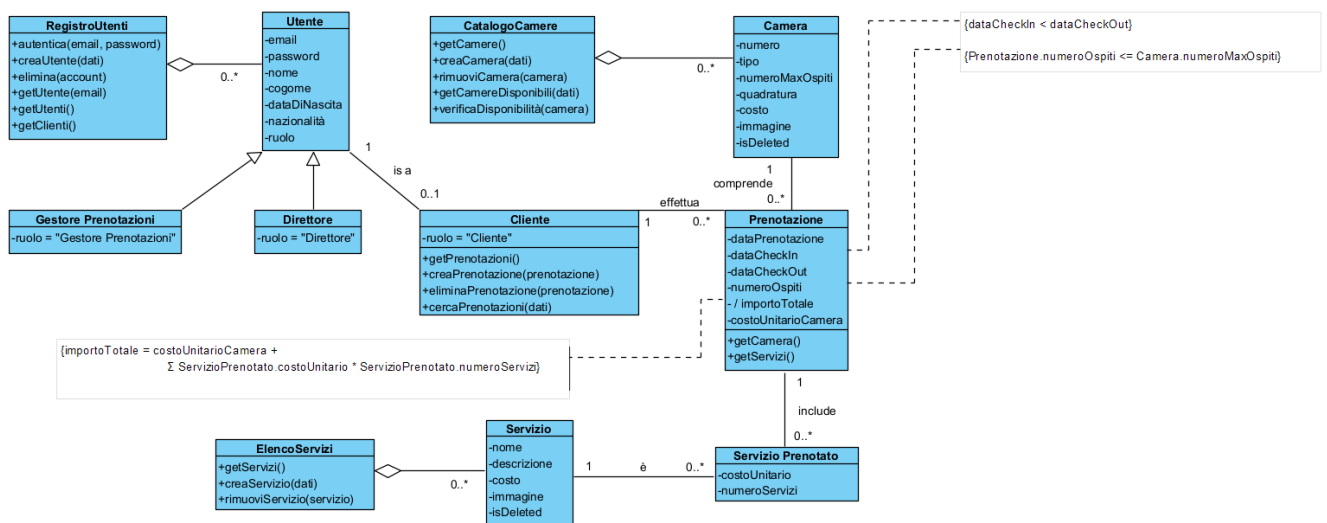 RegistroUtenti
+autentica(email, password)
+creaUtente(dati)
+elimina(account)
+getUtente(email)
+getUtenti()
+getClienti()
0..*
Utente
-email
-password
-nome
-cogome
-dataDiNascita
-nazionalità
-ruolo
CatalogoCamere
+getCamere()
+creaCamera(dati)
+rimuoviCamera(camera)
+getCamereDisponibili(dati)
+verificaDisponibilità(camera)
0..*
Camera
-numero
-tipo
-numeroMaxOspiti
-quadratura
-costo
-immagine
-isDeleted
{dataCheckIn < dataCheckOut}
{Prenotazione.numeroOspiti <= Camera.numeroMaxOspiti}
1
is a
0..1
1
comprende
0..*
Gestore Prenotazioni
-ruolo = "Gestore Prenotazioni"
Direttore
-ruolo = "Direttore"
Cliente
-ruolo = "Cliente"
+getPrenotazioni()
+creaPrenotazione(prenotazione)
+eliminaPrenotazione(prenotazione)
+cercaPrenotazioni(dati)
effettua
1
0..*
Prenotazione
-dataPrenotazione
-dataCheckIn
-dataCheckOut
-numeroOspiti
- / importoTotale
-costoUnitarioCamera
+getCamera()
+getServizi()
{importoTotale = costoUnitarioCamera +
Σ ServizioPrenotato.costoUnitario * ServizioPrenotato.numeroServizi}
1
include
0..*
ElencoServizi
+getServizi()
+creaServizio(dati)
+rimuoviServizio(servizio)
0..*
Servizio
-nome
-descrizione
-costo
-immagine
-isDeleted
1
è
0..*
Servizio Prenotato
-costoUnitario
-numeroServizi